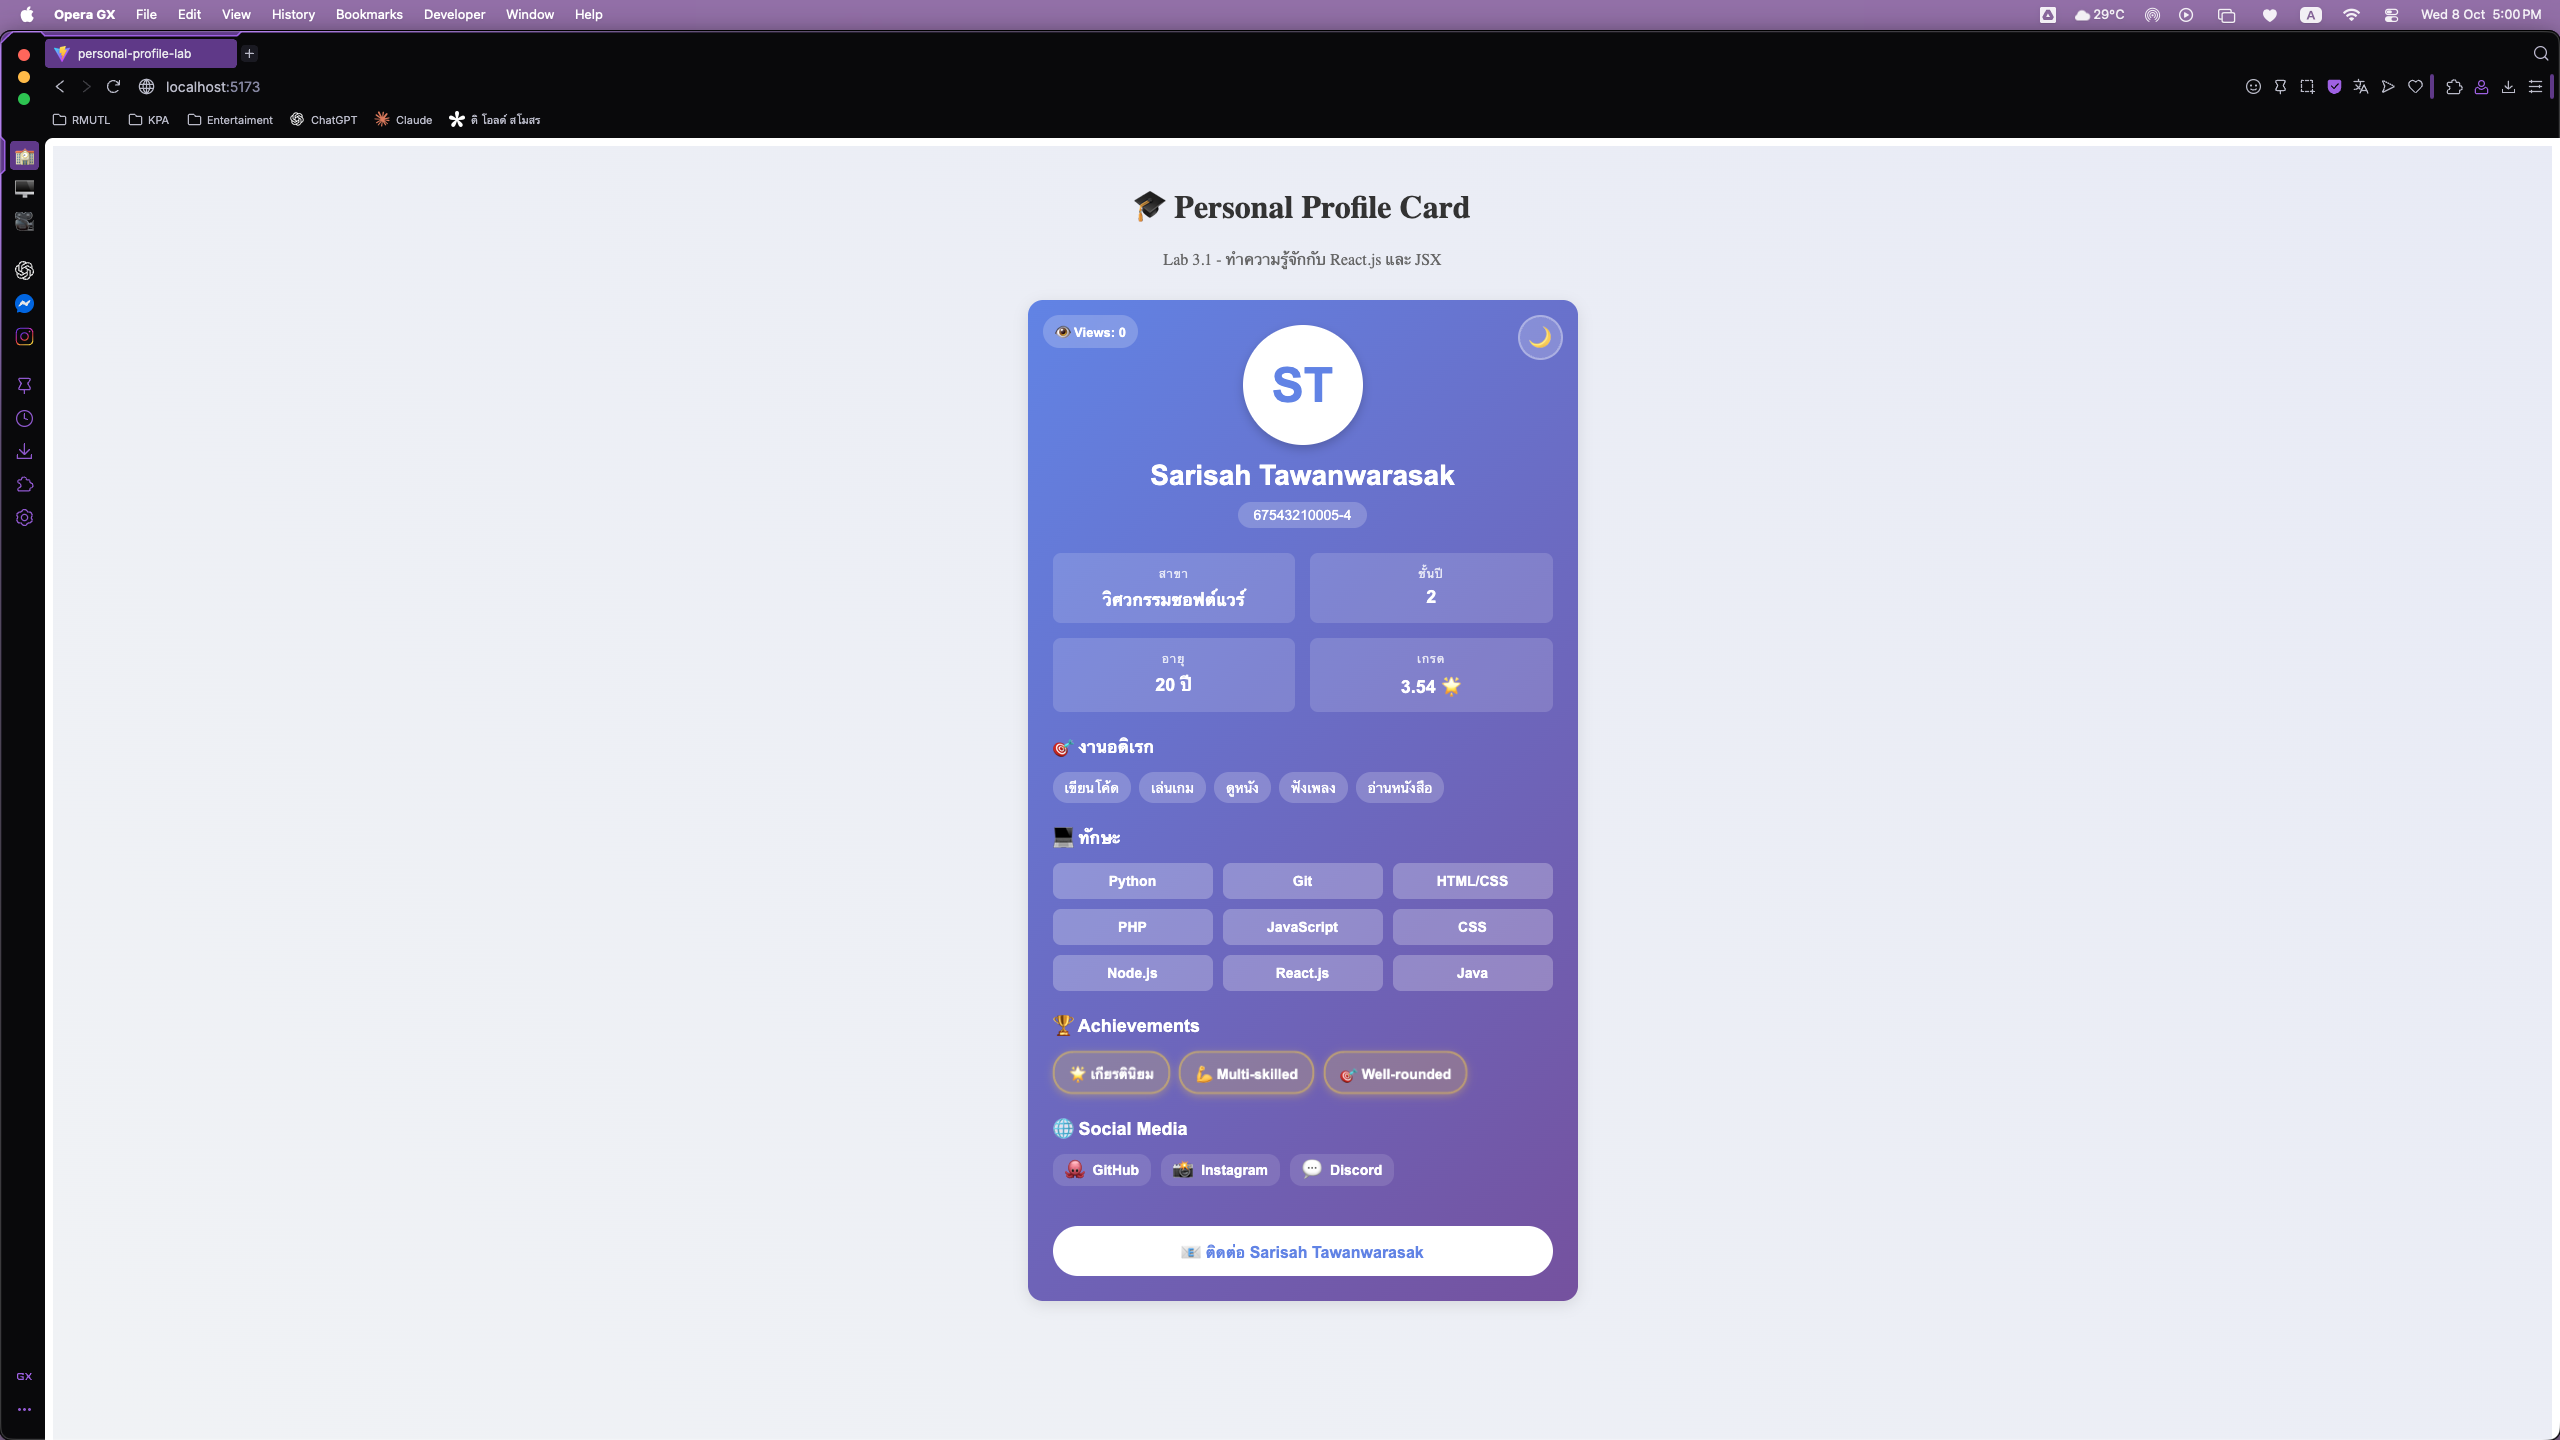 Opera GX File Edit View History Bookmarks Developer Window Help 29°C A Wed 8 Oct 5:00 PM
personal-profile-lab
localhost:5173
RMUTL KPA Entertaiment ChatGPT Claude ตี๋ โอลด์ สโมสร
🎓 Personal Profile Card
Lab 3.1 - ทำความรู้จักกับ React.js และ JSX
👁️ Views: 0
ST
Sarisah Tawanwarasak
67543210005-4
สาขา
วิศวกรรมซอฟต์แวร์
ชั้นปี
2
อายุ
20 ปี
เกรด
3.54 🌟
🎯 งานอดิเรก
เขียนโค้ด เล่นเกม ดูหนัง ฟังเพลง อ่านหนังสือ
💻 ทักษะ
Python Git HTML/CSS
PHP JavaScript CSS
Node.js React.js Java
🏆 Achievements
🌟 เกียรตินิยม 💪 Multi-skilled 🎯 Well-rounded
🌐 Social Media
🐙 GitHub 📸 Instagram 💬 Discord
📧 ติดต่อ Sarisah Tawanwarasak
GX